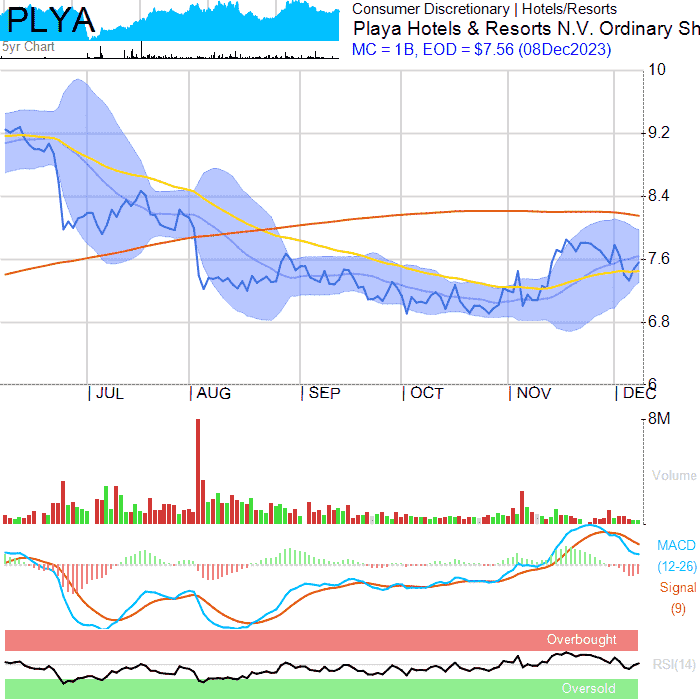 PLYA
5yr Chart
Consumer Discretionary | Hotels/Resorts
Playa Hotels & Resorts N.V. Ordinary Sh
MC = 1B, EOD = $7.56 (08Dec2023)
10
9.2
8.4
7.6
6.8
6
JUL AUG SEP OCT NOV DEC
8M
Volume
MACD
(12-26)
Signal
(9)
Overbought
RSI(14)
Oversold